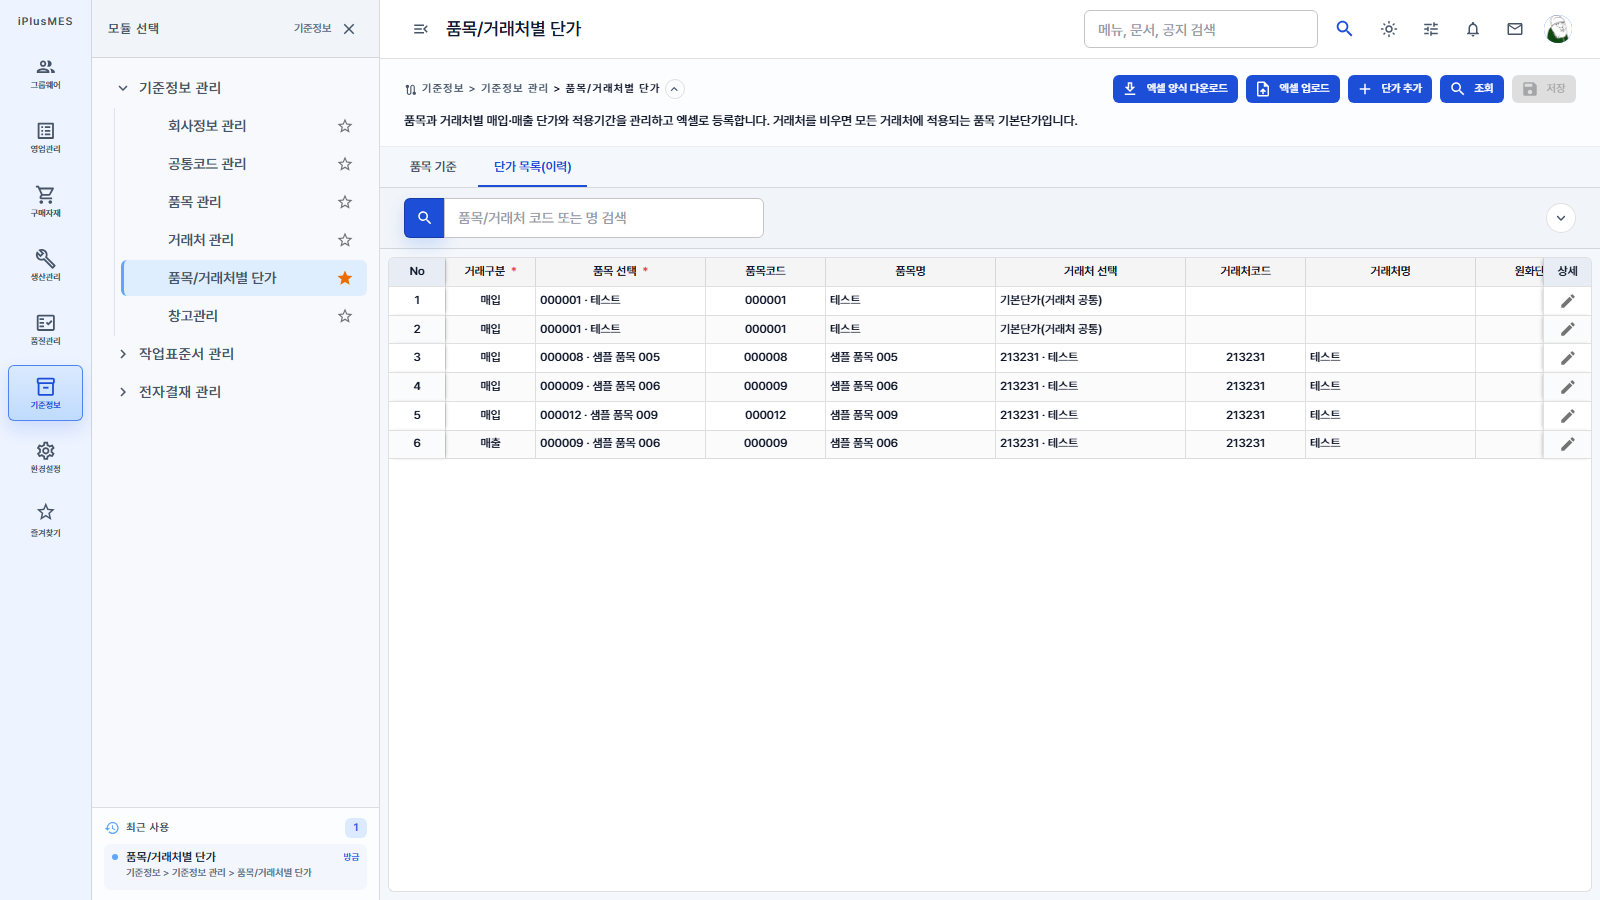 iPlusMES
그룹웨어
영업관리
구매자재
생산관리
품질관리
기준정보
환경설정
즐겨찾기
모듈 선택
기준정보
기준정보 관리
회사정보 관리
공통코드 관리
품목 관리
거래처 관리
품목/거래처별 단가
창고관리
작업표준서 관리
전자결재 관리
최근 사용
1
품목/거래처별 단가
방금
기준정보 > 기준정보 관리 > 품목/거래처별 단가
품목/거래처별 단가
메뉴, 문서, 공지 검색
기준정보 > 기준정보 관리 > 품목/거래처별 단가
엑셀 양식 다운로드
엑셀 업로드
단가 추가
조회
저장
품목과 거래처별 매입·매출 단가와 적용기간을 관리하고 엑셀로 등록합니다. 거래처를 비우면 모든 거래처에 적용되는 품목 기본단가입니다.
품목 기준
단가 목록(이력)
품목/거래처 코드 또는 명 검색
No 거래구분 * 품목 선택 * 품목코드 품목명 거래처 선택 거래처코드 거래처명 원화단 상세
1 매입 000001 · 테스트 000001 테스트 기본단가(거래처 공통)
2 매입 000001 · 테스트 000001 테스트 기본단가(거래처 공통)
3 매입 000008 · 샘플 품목 005 000008 샘플 품목 005 213231 · 테스트 213231 테스트
4 매입 000009 · 샘플 품목 006 000009 샘플 품목 006 213231 · 테스트 213231 테스트
5 매입 000012 · 샘플 품목 009 000012 샘플 품목 009 213231 · 테스트 213231 테스트
6 매출 000009 · 샘플 품목 006 000009 샘플 품목 006 213231 · 테스트 213231 테스트